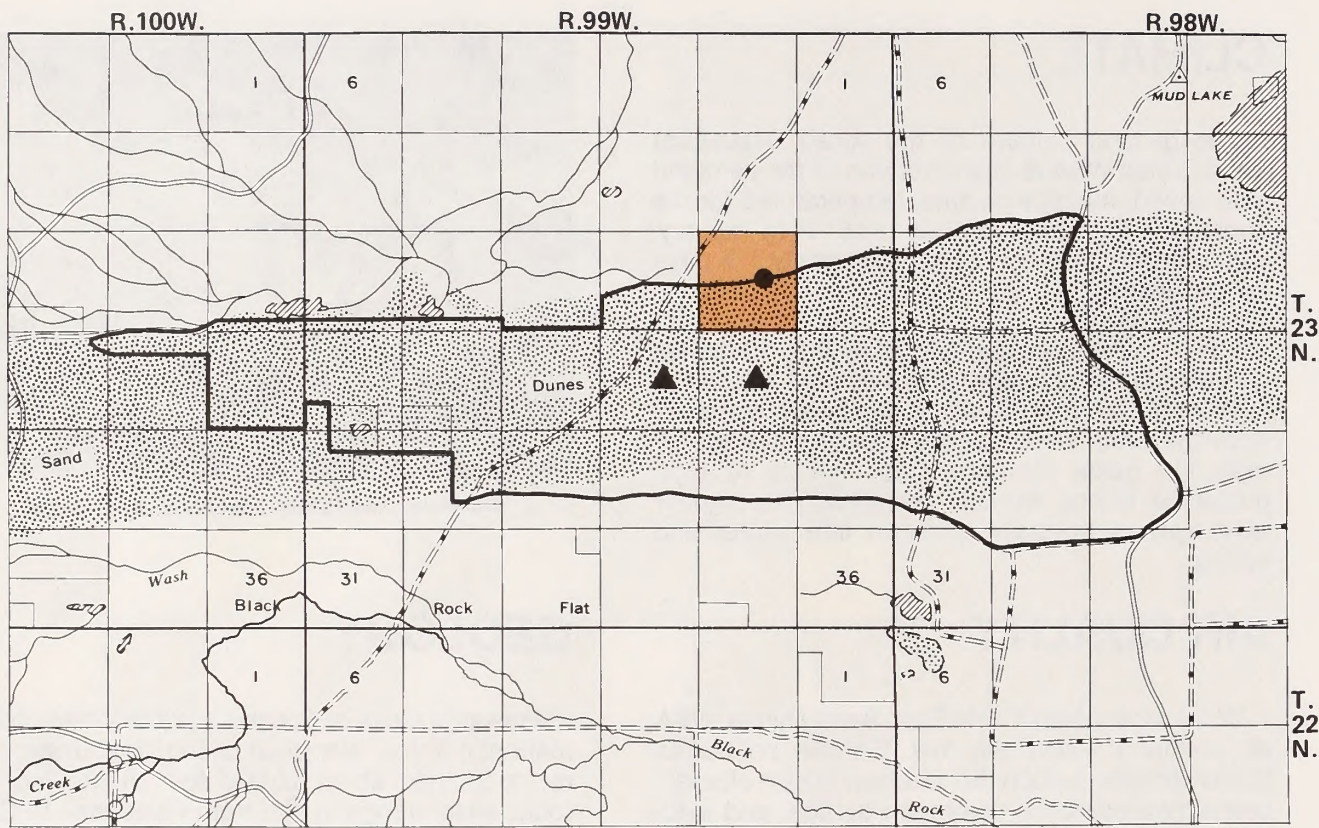 R.100W. R.99W. R.98W.
1 6 1 6
MUD LAKE
T.
23
N.
Dunes
Sand
Wash 36 31 36 31
Black Rock Flat
1 6 1 6
T.
22
N.
Black
Creek
Rock